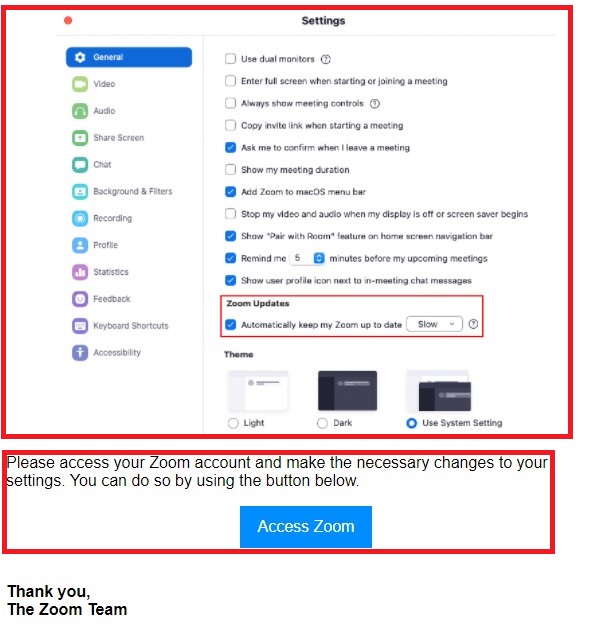 Settings
General
Video
Audio
Share Screen
Chat
Background & Filters
Recording
Profile
Statistics
Feedback
Keyboard Shortcuts
Accessibility
Use dual monitors ?
Enter full screen when starting or joining a meeting
Always show meeting controls ?
Copy invite link when starting a meeting
Ask me to confirm when I leave a meeting
Show my meeting duration
Add Zoom to macOS menu bar
Stop my video and audio when my display is off or screen saver begins
Show "Pair with Room" feature on home screen navigation bar
Remind me 5 minutes before my upcoming meetings
Show user profile icon next to in-meeting chat messages
Zoom Updates
Automatically keep my Zoom up to date Slow ?
Theme
Light Dark Use System Setting
Please access your Zoom account and make the necessary changes to your
settings. You can do so by using the button below.
Access Zoom
Thank you,
The Zoom Team